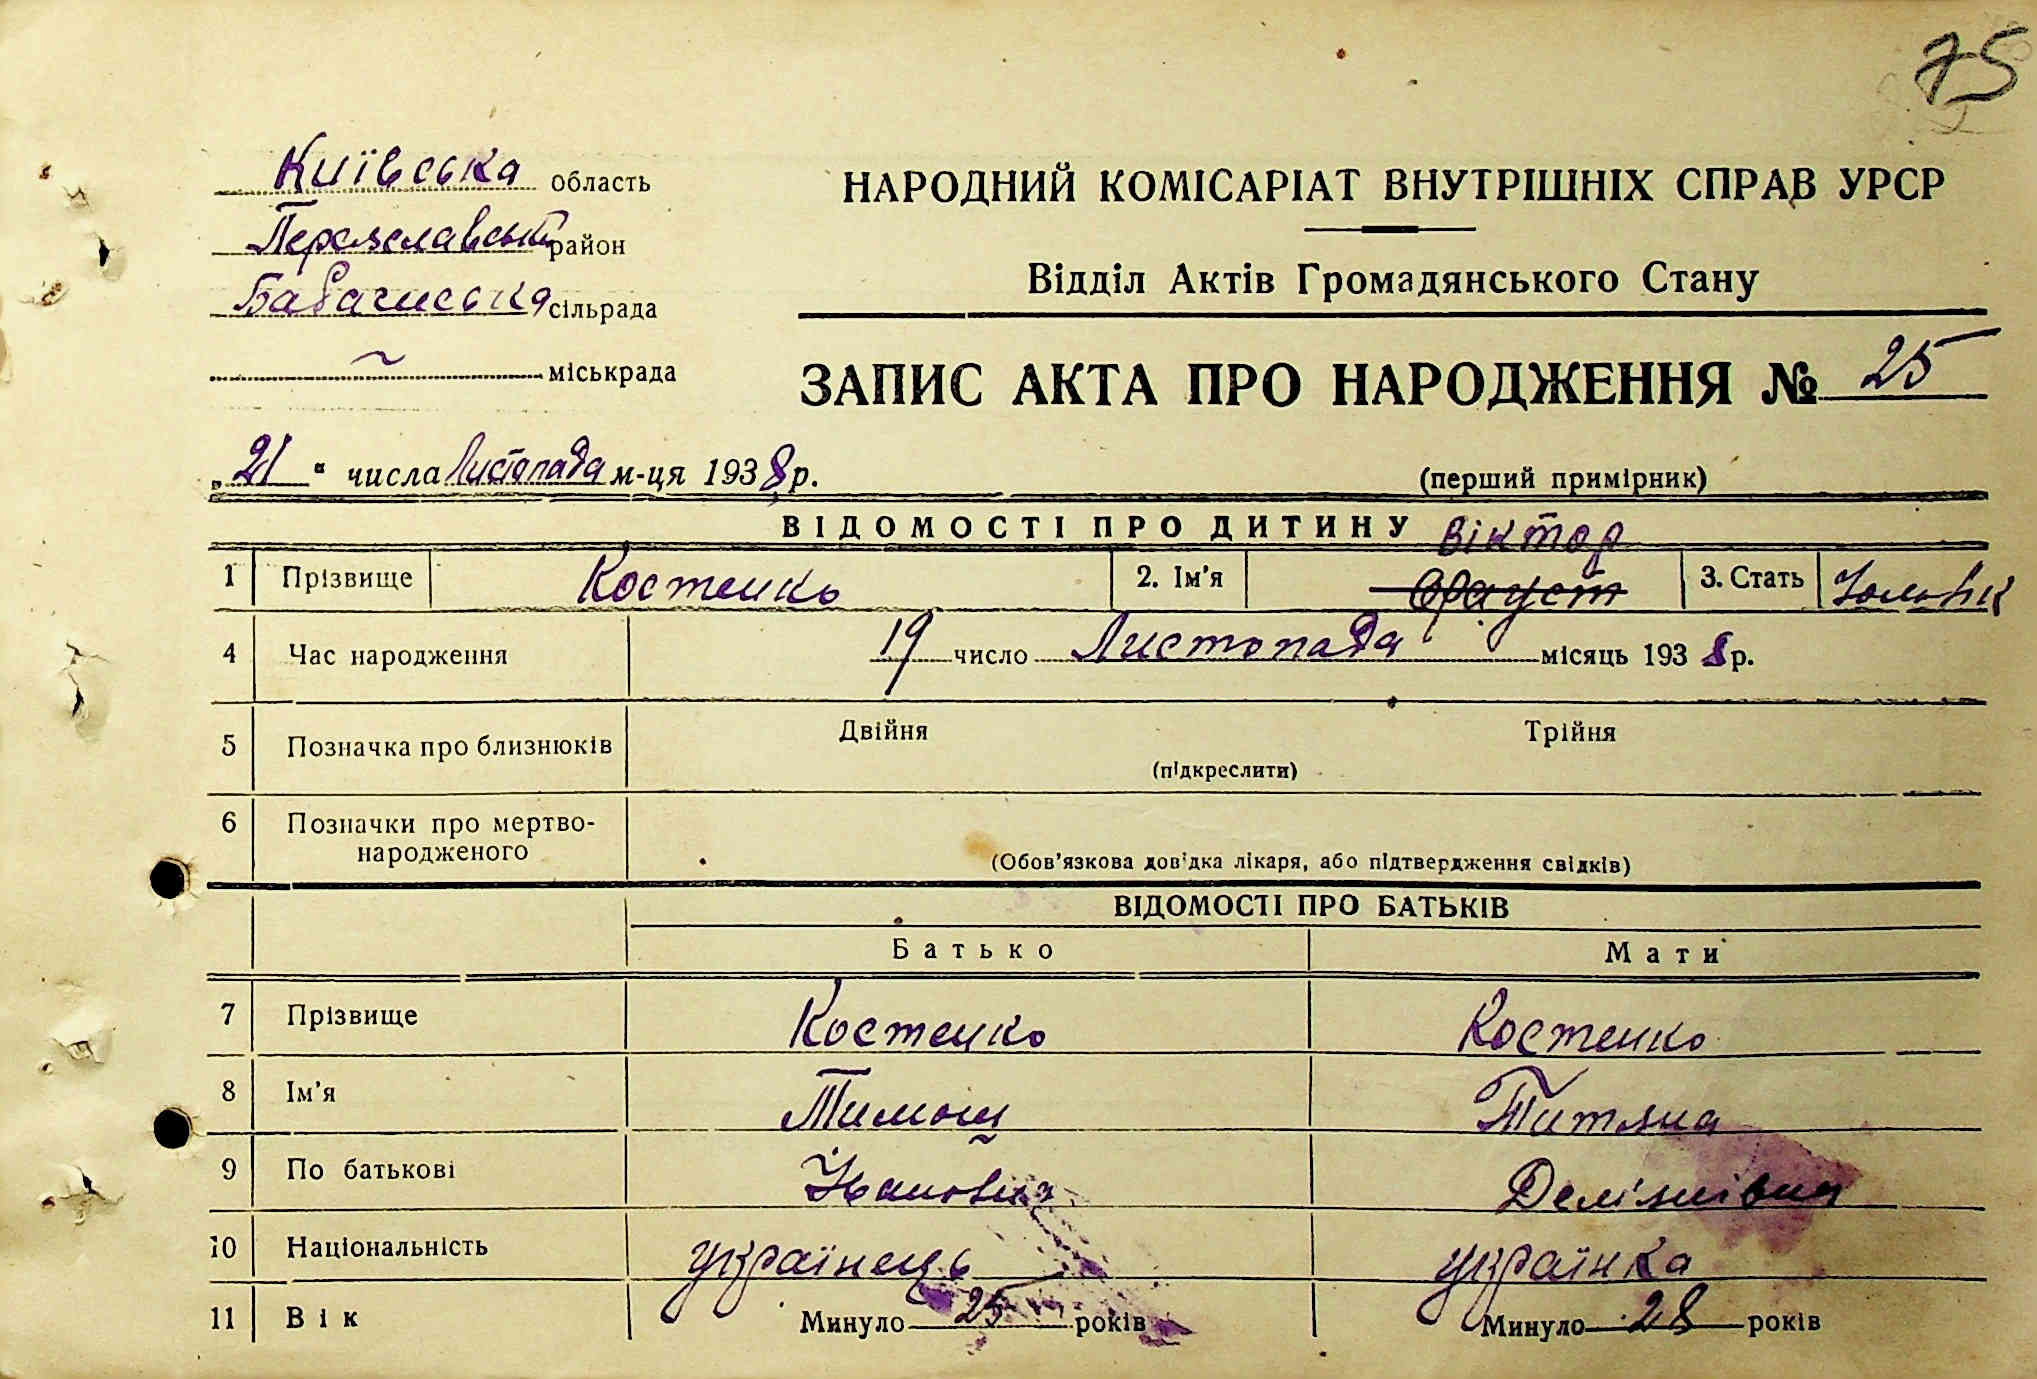 75
Київська область
Переяславський район
НАРОДНИЙ КОМІСАРІАТ ВНУТРІШНІХ СПРАВ УРСР
Відділ Актів Громадянського Стану
сільрада
міськрада
ЗАПИС АКТА ПРО НАРОДЖЕННЯ № 25
„21“ числа Листопада м-ця 1938 р.
(перший примірник)
ВІДОМОСТІ ПРО ДИТИНУ Віктор
1 Прізвище Костенко 2. Ім'я 3. Стать Чоловік
4 Час народження 19 число Листопада місяць 1938 р.
5 Позначка про близнюків Двійня Трійня
(підкреслити)
6 Позначки про мертво-
народженого
(Обов'язкова довідка лікаря, або підтвердження свідків)
ВІДОМОСТІ ПРО БАТЬКІВ
Батько Мати
7 Прізвище Костенко Костенко
8 Ім'я Тимош Титяна
9 По батькові Іванович
10 Національність українець українка
11 Вік Минуло 25 років Минуло 28 років